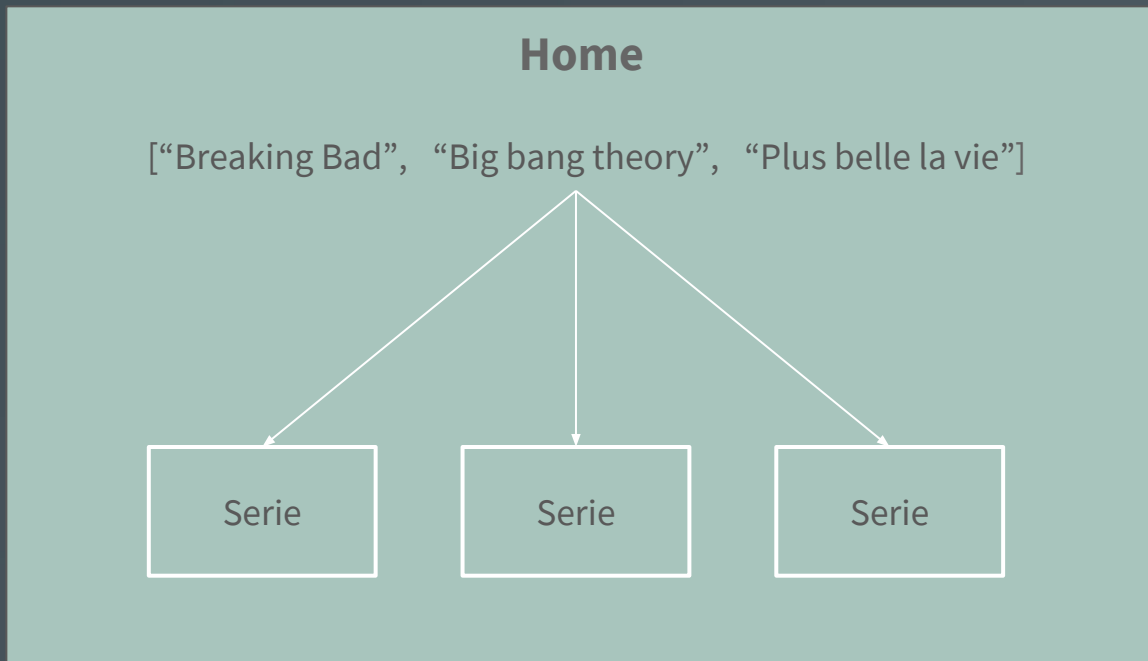 Home
[“Breaking Bad”, “Big bang theory”, “Plus belle la vie”]
Serie Serie Serie